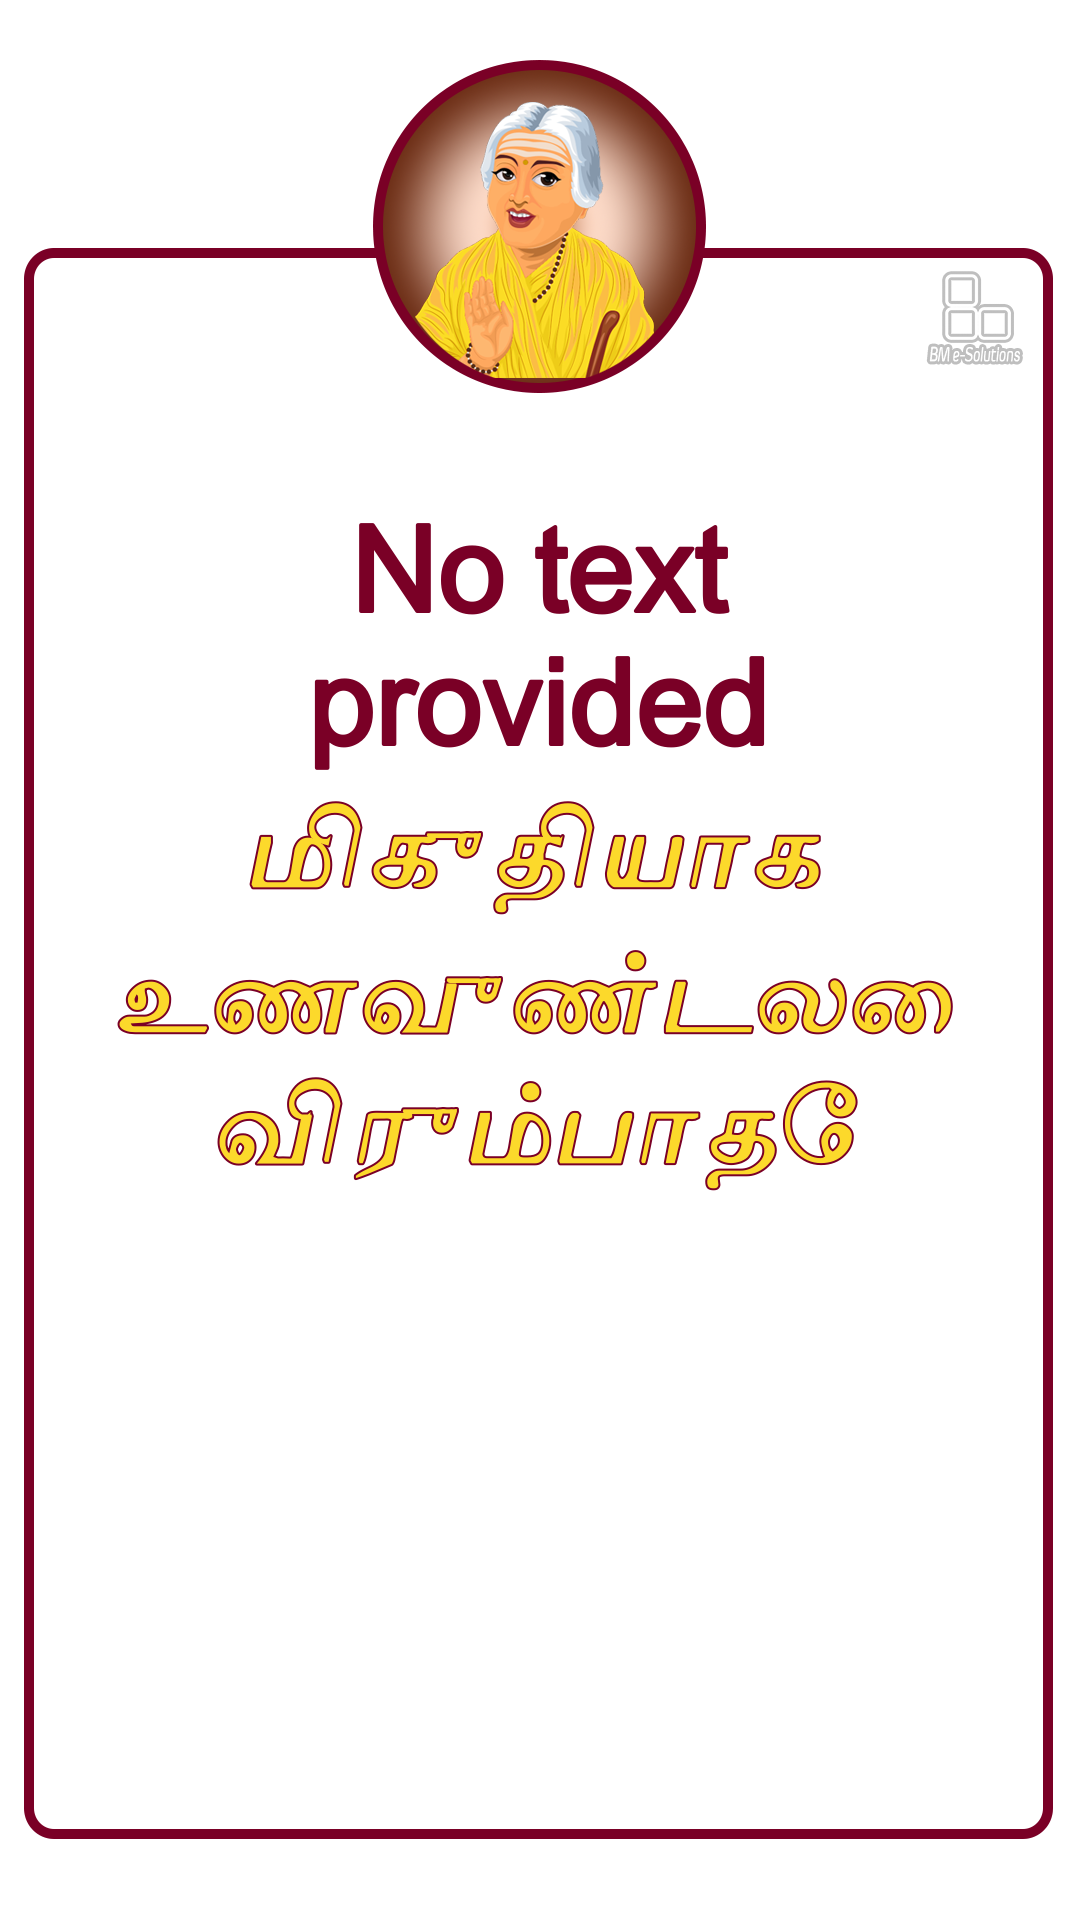 BM e-Solutions
No text
provided
மிகுதியாக
உணவுண்டலை
விரும்பாதே